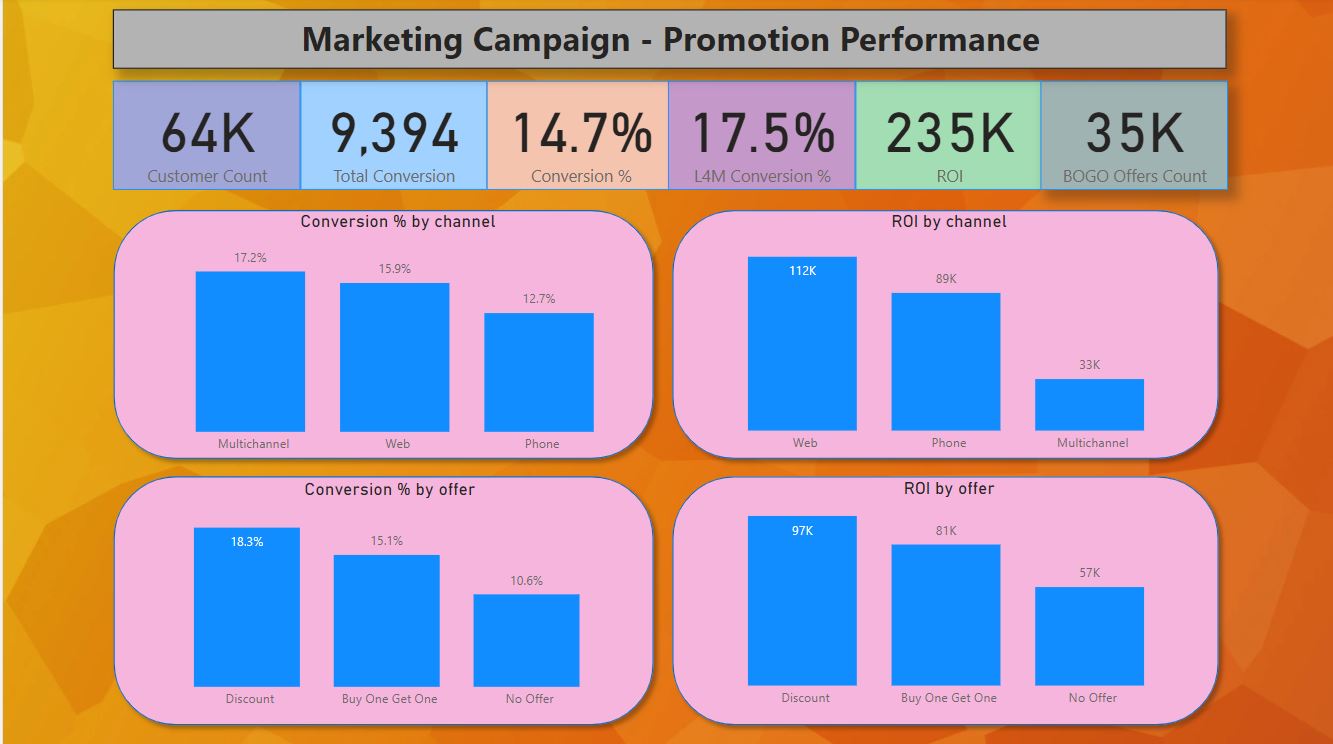 Marketing Campaign - Promotion Performance
64K
Customer Count
9,394
Total Conversion
14.7%
Conversion %
17.5%
L4M Conversion %
235K
ROI
35K
BOGO Offers Count
Conversion % by channel
17.2%
15.9%
12.7%
Multichannel
Web
Phone
ROI by channel
112K
89K
33K
Web
Phone
Multichannel
Conversion % by offer
18.3%
15.1%
10.6%
Discount
Buy One Get One
No Offer
ROI by offer
97K
81K
57K
Discount
Buy One Get One
No Offer